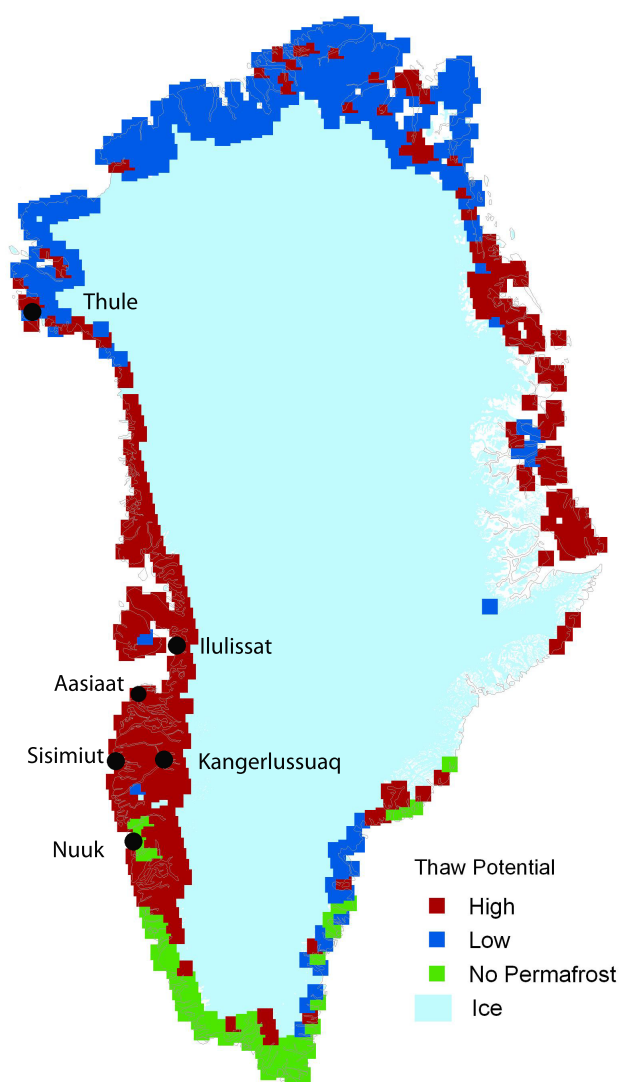 Thule
Ilulissat
Aasiaat
Sisimiut
Kangerlussuaq
Nuuk
Thaw Potential
High
Low
No Permafrost
Ice